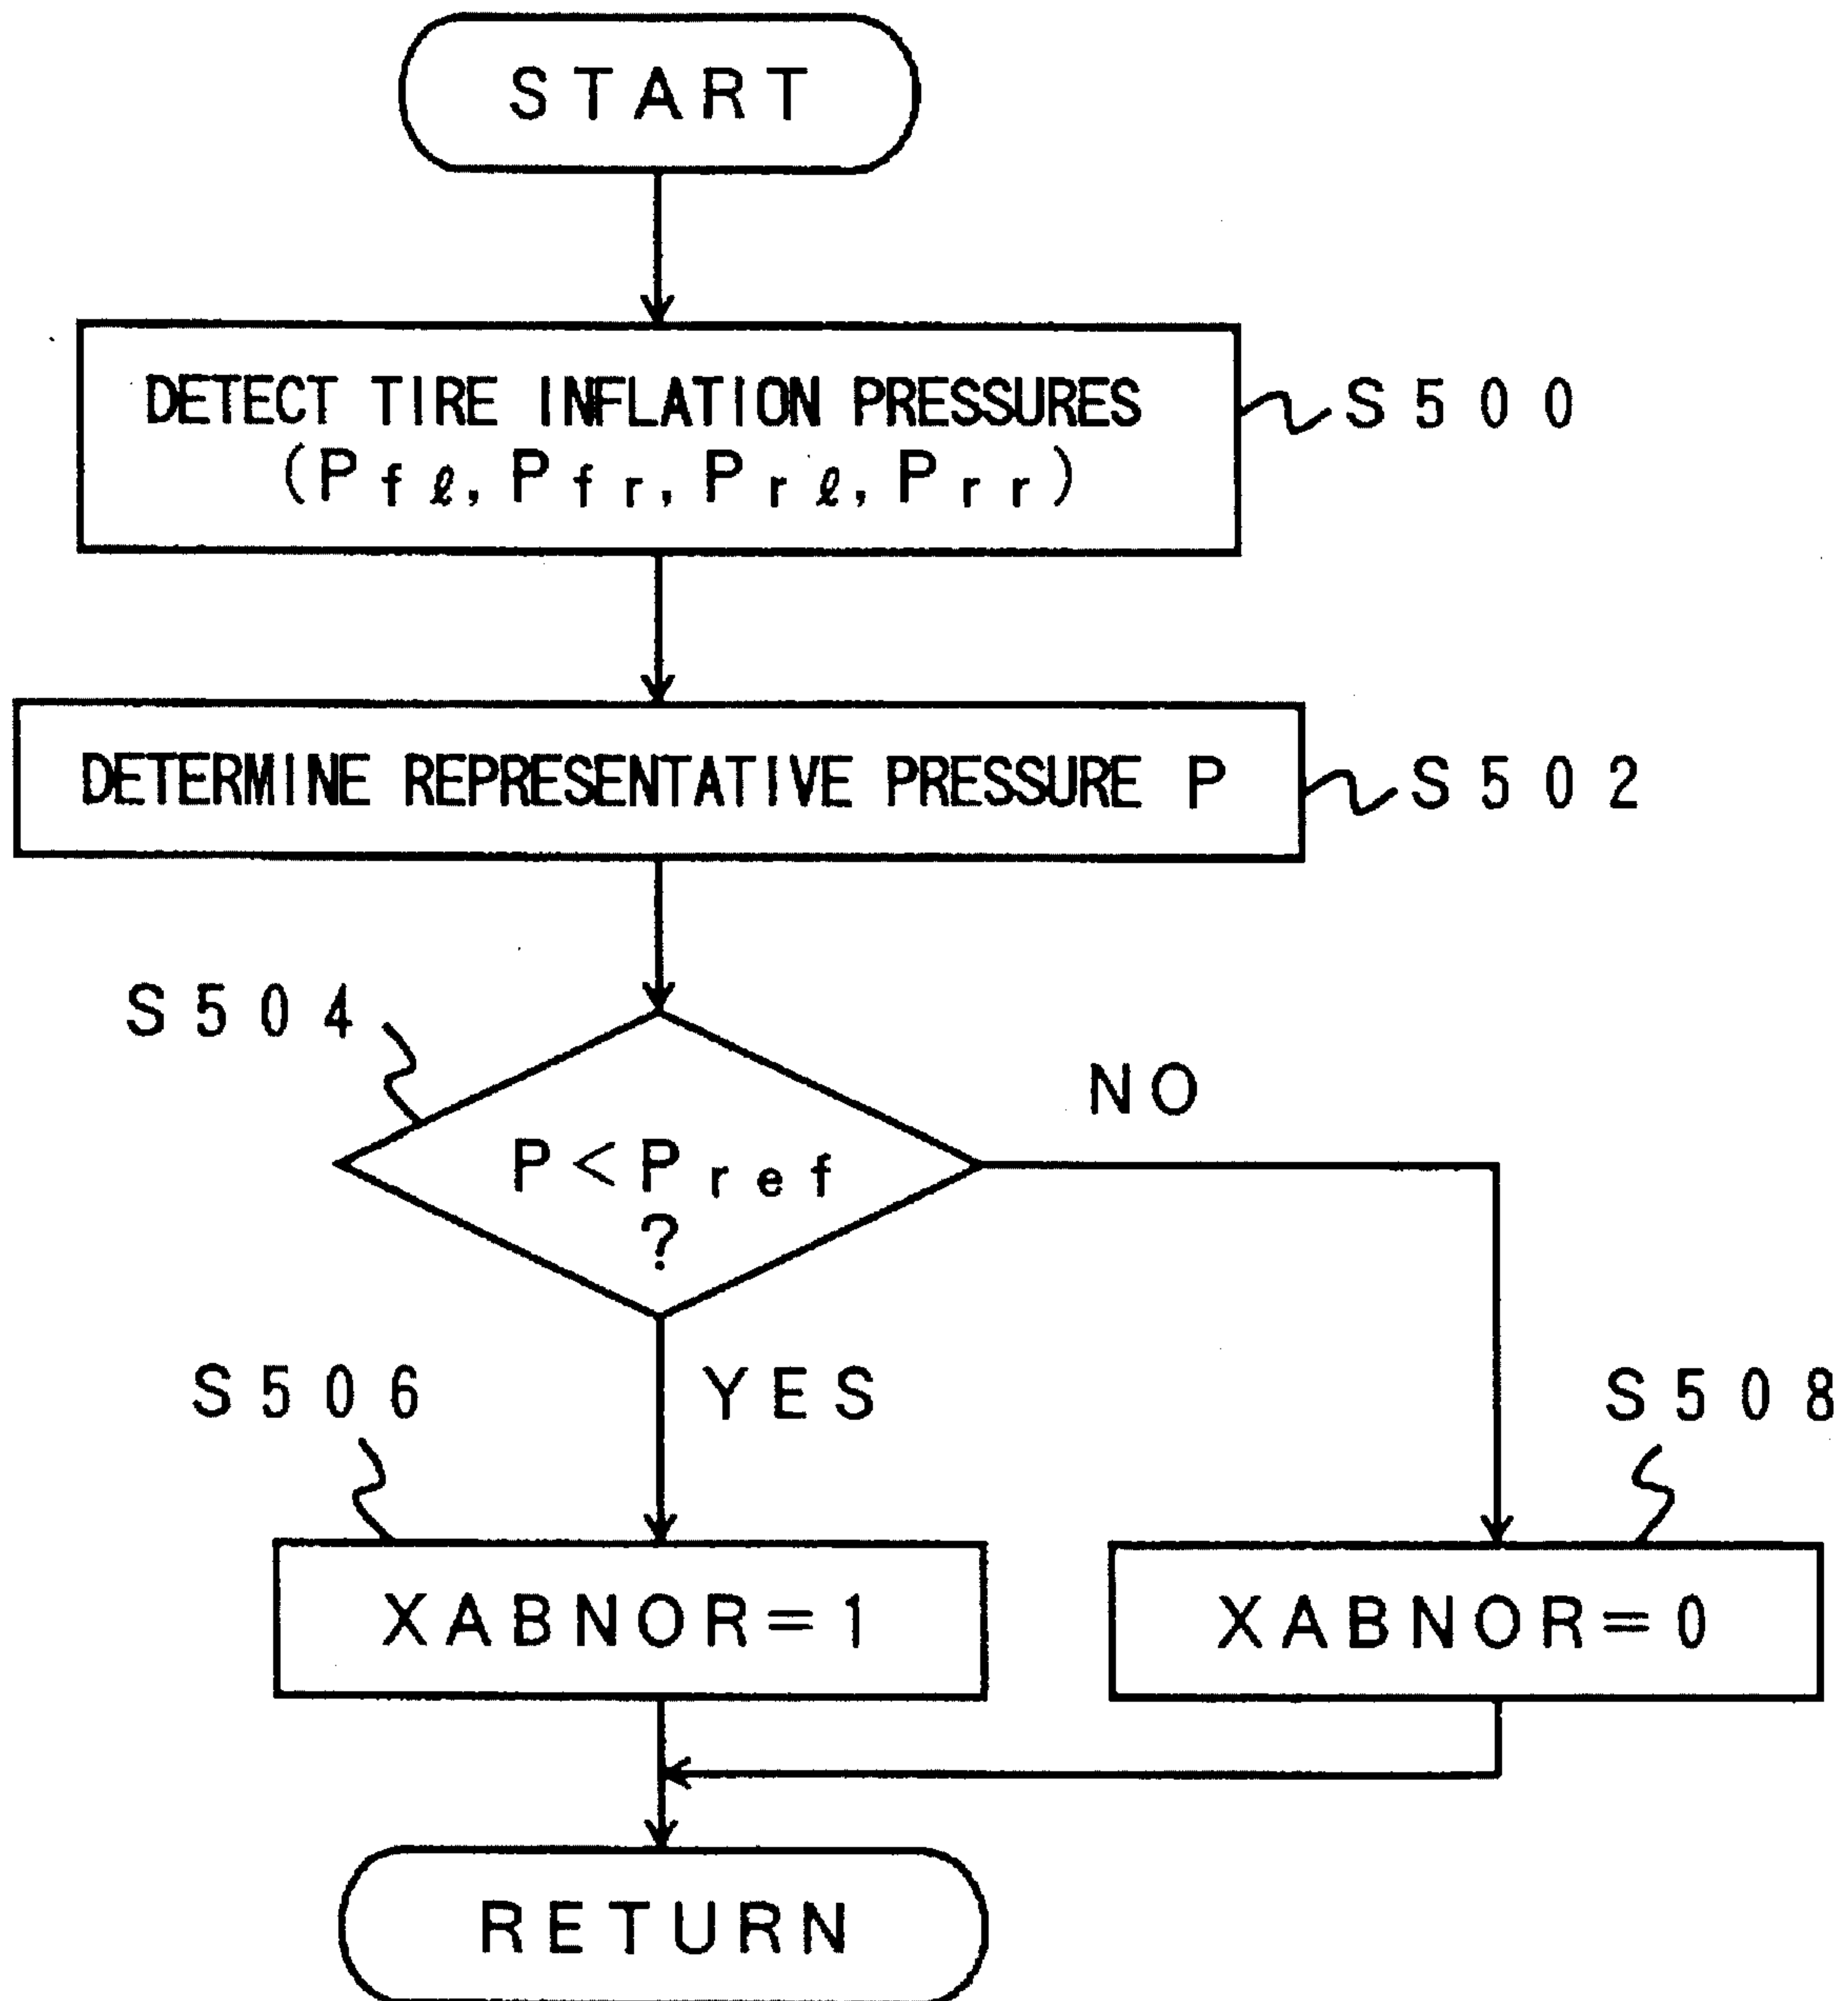 START
DETECT TIRE INFLATION PRESSURES
(Pfℓ, Pfr, Prℓ, Prr)
S500
DETERMINE REPRESENTATIVE PRESSURE P
S502
S504
P<Pref
?
NO
YES
S506
S508
XABNOR=1
XABNOR=0
RETURN